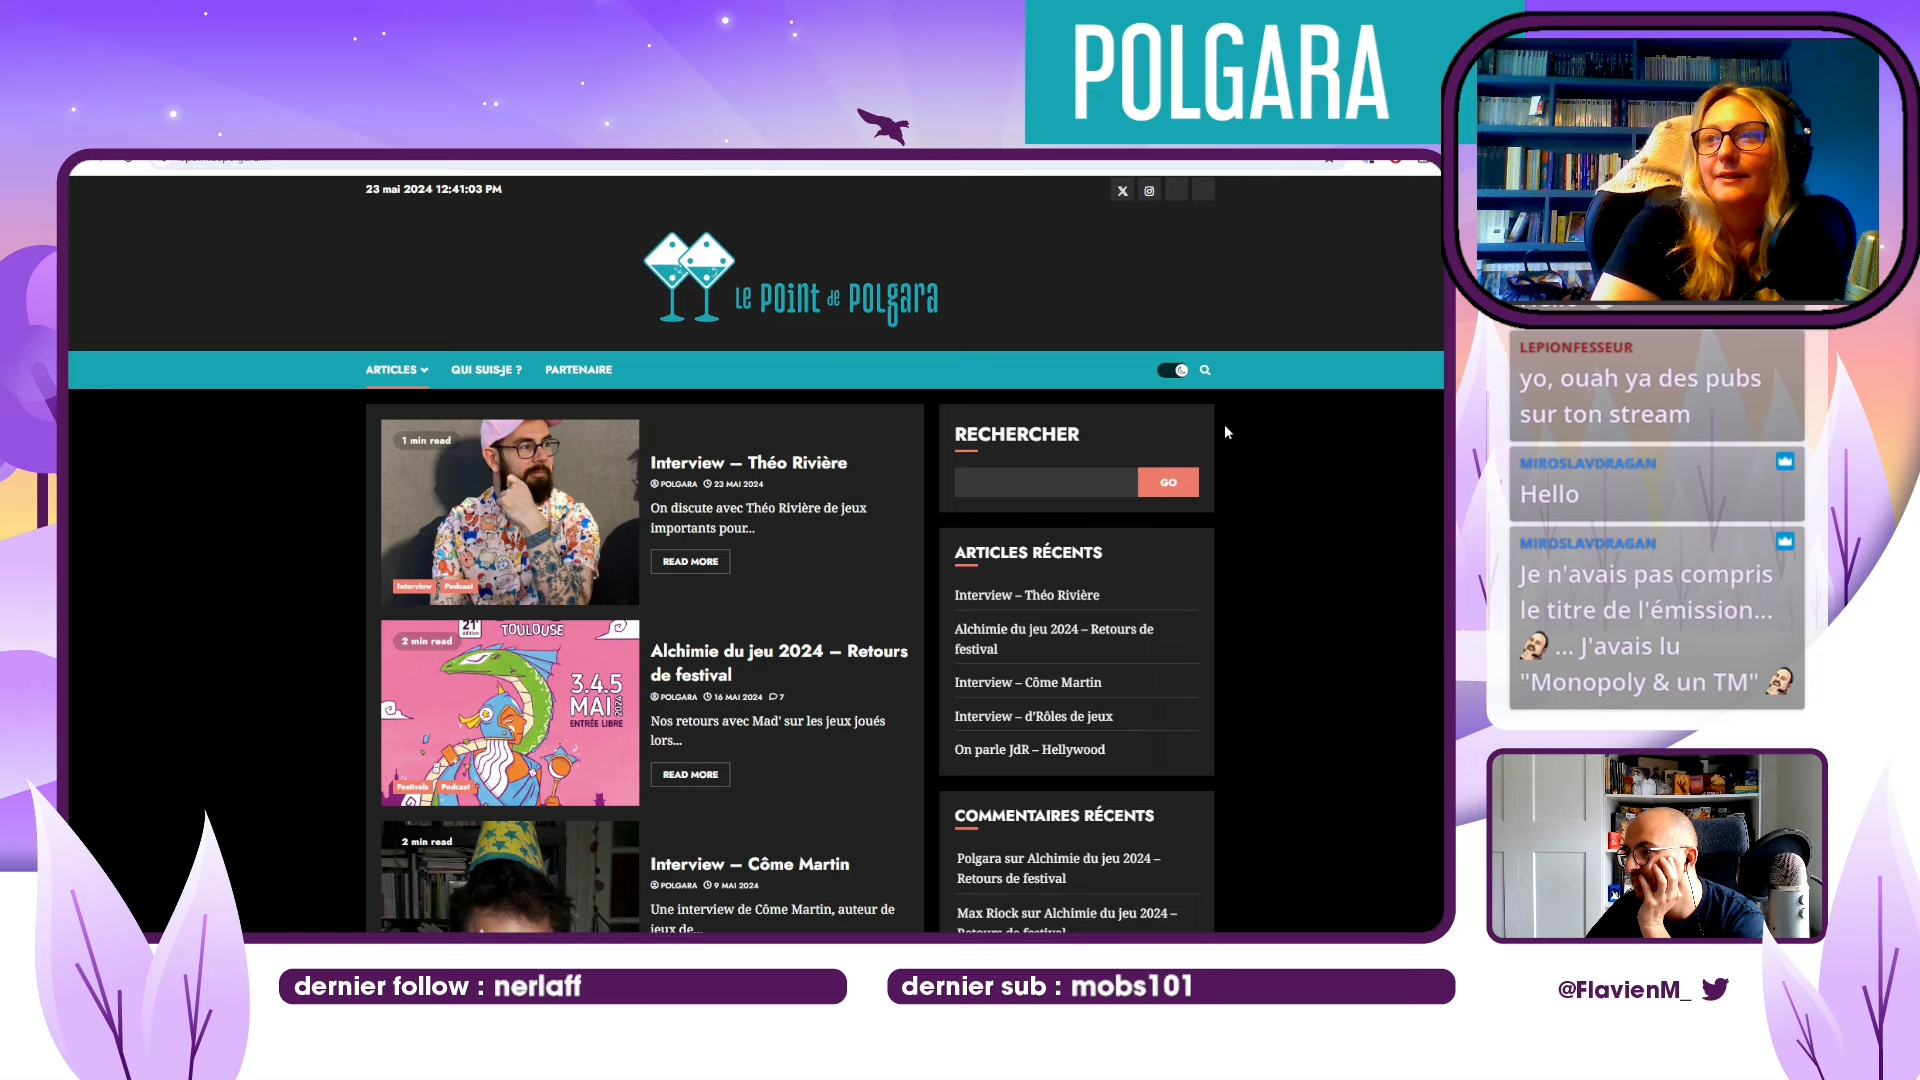 POLGARA
23 mai 2024 12:41:03 PM
Le Point de Polgara
ARTICLES
QUI SUIS-JE ?
PARTENAIRE
1 min read
Interview
Podcast
Interview – Théo Rivière
POLGARA 23 MAI 2024
On discute avec Théo Rivière de jeux
importants pour...
READ MORE
21e
édition
TOULOUSE
2 min read
3.4.5
MAI 2024
ENTRÉE LIBRE
Festivals
Podcast
Alchimie du jeu 2024 – Retours
de festival
POLGARA 16 MAI 2024 7
Nos retours avec Mad' sur les jeux joués
lors...
READ MORE
2 min read
Interview – Côme Martin
POLGARA 9 MAI 2024
Une interview de Côme Martin, auteur de
jeux de...
RECHERCHER
GO
ARTICLES RÉCENTS
Interview – Théo Rivière
Alchimie du jeu 2024 – Retours de
festival
Interview – Côme Martin
Interview – d'Rôles de jeux
On parle JdR – Hellywood
COMMENTAIRES RÉCENTS
Polgara sur Alchimie du jeu 2024 –
Retours de festival
Max Riock sur Alchimie du jeu 2024 –
Retours de festival
LEPIONFESSEUR
yo, ouah ya des pubs
sur ton stream
MIROSLAVDRAGAN
Hello
MIROSLAVDRAGAN
Je n'avais pas compris
le titre de l'émission...
... J'avais lu
"Monopoly & un TM"
dernier follow : nerlaff
dernier sub : mobs101
@FlavienM_